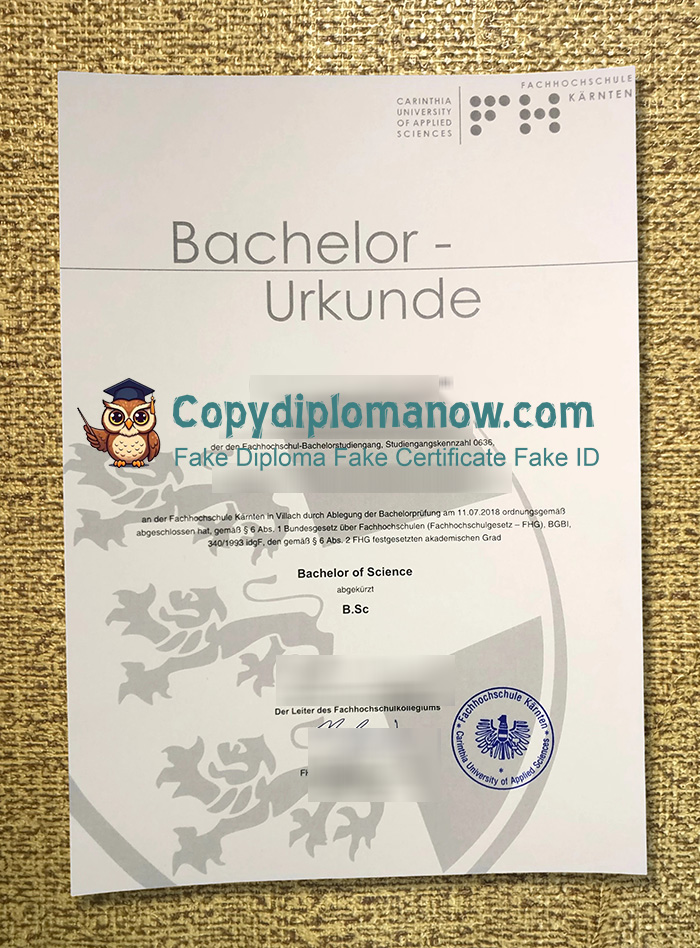 CARINTHIA
UNIVERSITY
OF APPLIED
SCIENCES
FH
FACHHOCHSCHULE
KÄRNTEN
Bachelor -
Urkunde
Copydiplomanow.com
der den Fachhochschul-Bachelorstudiengang, Studiengangskennzahl 0636,
Fake Diploma Fake Certificate Fake ID
an der Fachhochschule Kärnten in Villach durch Ablegung der Bachelorprüfung am 11.07.2018 ordnungsgemäß
abgeschlossen hat, gemäß § 6 Abs. 1 Bundesgesetz über Fachhochschulen (Fachhochschulgesetz – FHG), BGBl,
340/1993 idgF, den gemäß § 6 Abs. 2 FHG festgesetzten akademischen Grad
Bachelor of Science
abgekürzt
B.Sc
Der Leiter des Fachhochschulkollegiums
* Fachhochschule Kärnten *
Carinthia University of Applied Sciences